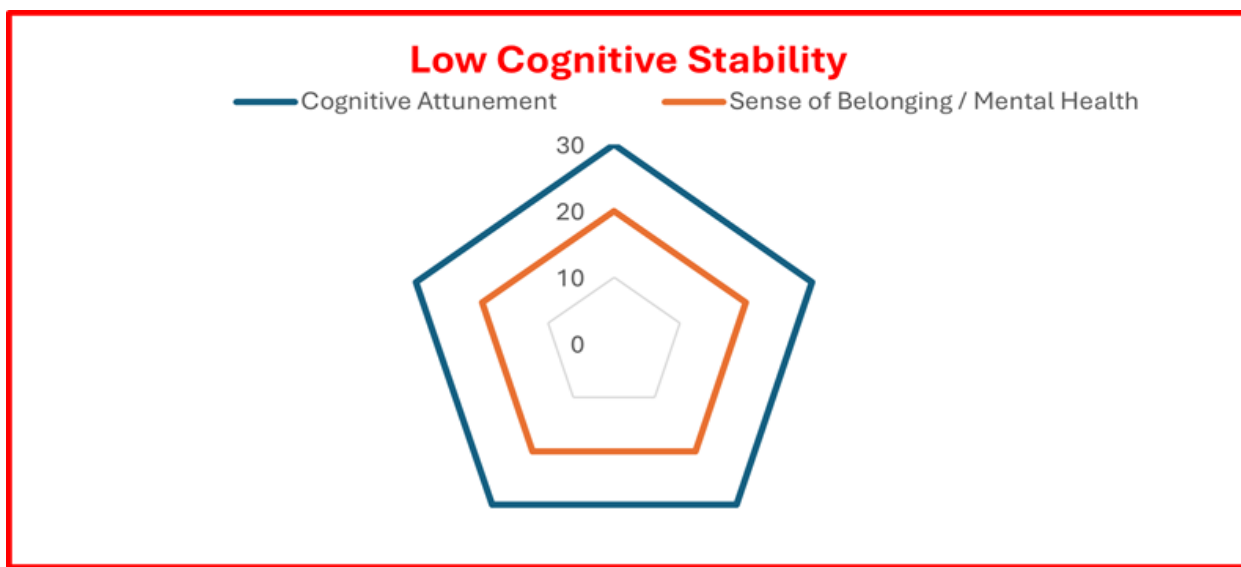 Low Cognitive Stability
Cognitive Attunement Sense of Belonging / Mental Health
30
20
10
0